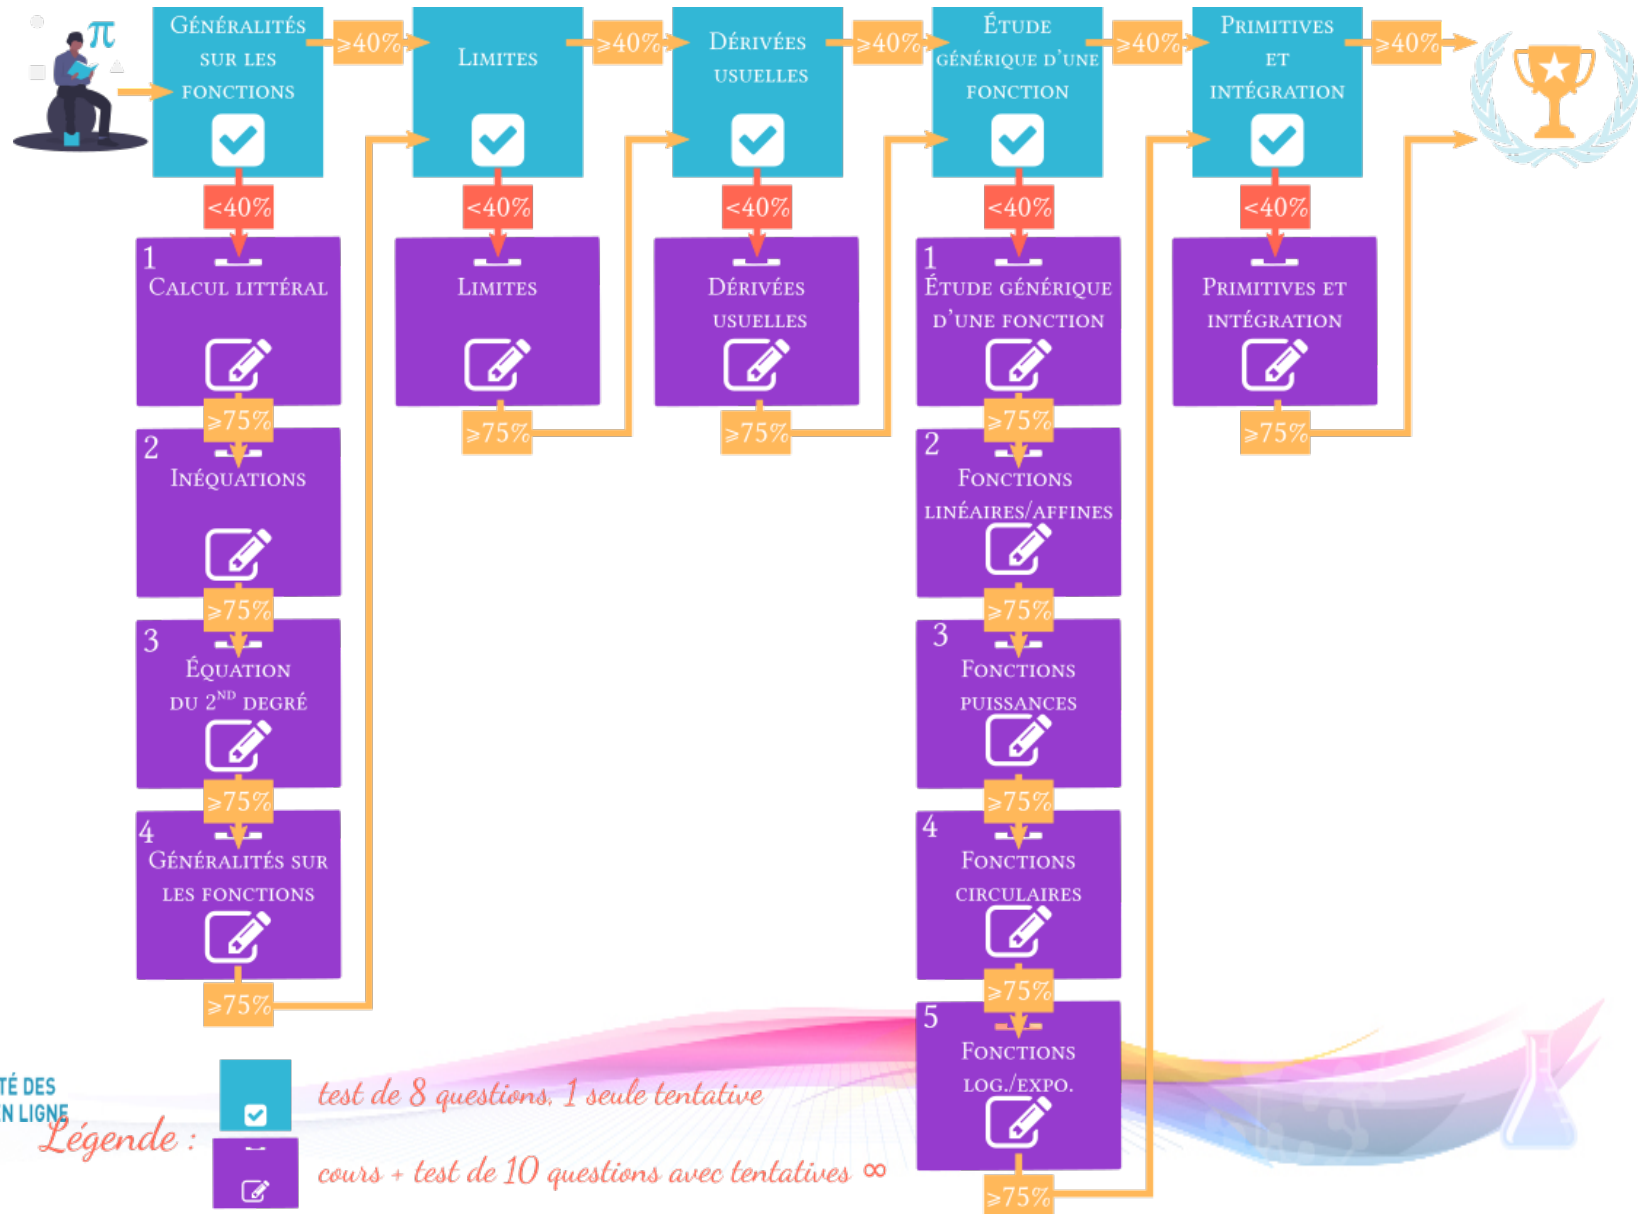 π
GÉNÉRALITÉS
SUR LES
FONCTIONS
⩾40%
LIMITES
⩾40%
DÉRIVÉES
USUELLES
⩾40%
ÉTUDE
GÉNÉRIQUE D'UNE
FONCTION
⩾40%
PRIMITIVES
ET
INTÉGRATION
⩾40%
<40%
<40%
<40%
<40%
<40%
1
CALCUL LITTÉRAL
⩾75%
2
INÉQUATIONS
⩾75%
3
ÉQUATION
DU 2ND DEGRÉ
⩾75%
4
GÉNÉRALITÉS SUR
LES FONCTIONS
⩾75%
LIMITES
⩾75%
DÉRIVÉES
USUELLES
⩾75%
1
ÉTUDE GÉNÉRIQUE
D'UNE FONCTION
⩾75%
2
FONCTIONS
LINÉAIRES/AFFINES
⩾75%
3
FONCTIONS
PUISSANCES
⩾75%
4
FONCTIONS
CIRCULAIRES
⩾75%
5
FONCTIONS
LOG./EXPO.
⩾75%
PRIMITIVES ET
INTÉGRATION
⩾75%
TÉ DES
EN LIGNE
Légende :
test de 8 questions, 1 seule tentative
cours + test de 10 questions avec tentatives ∞